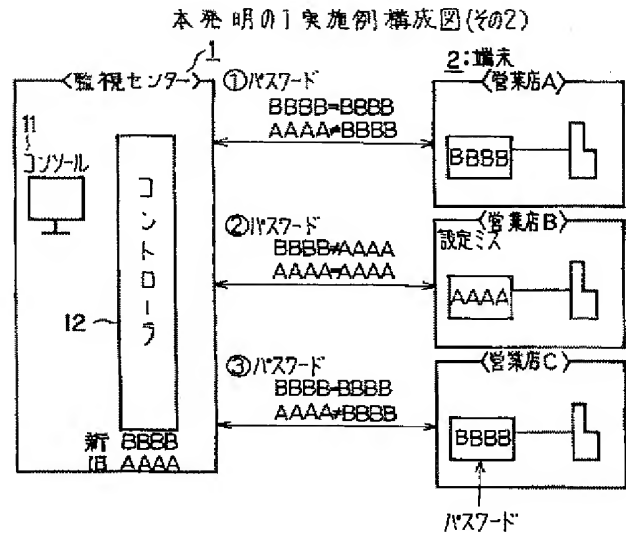 本発明の1実施例構成図(その2)
1
〈監視センター〉
11
コンソール
コントローラ
12
新 BBBB
旧 AAAA
①パスワード
BBBB=BBBB
AAAA≠BBBB
②パスワード
BBBB≠AAAA
AAAA=AAAA
③パスワード
BBBB=BBBB
AAAA≠BBBB
2:端末
〈営業店A〉
BBBB
〈営業店B〉
設定ミス
AAAA
〈営業店C〉
BBBB
パスワード